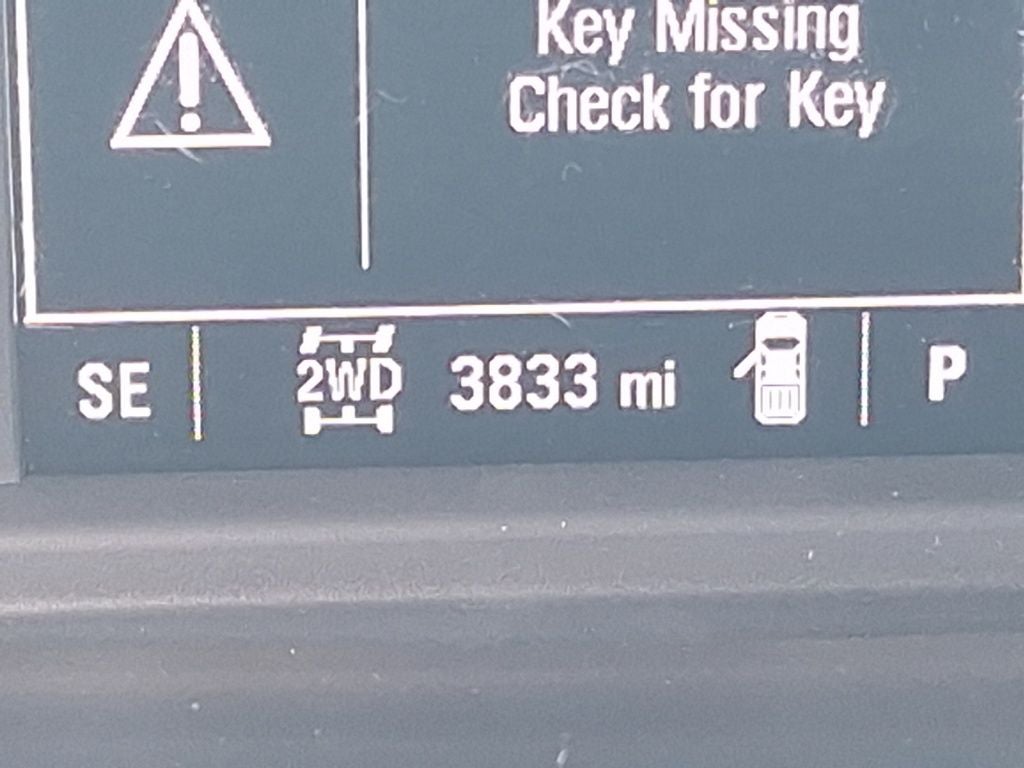 Key Missing
Check for Key
SE 2WD 3833 mi P